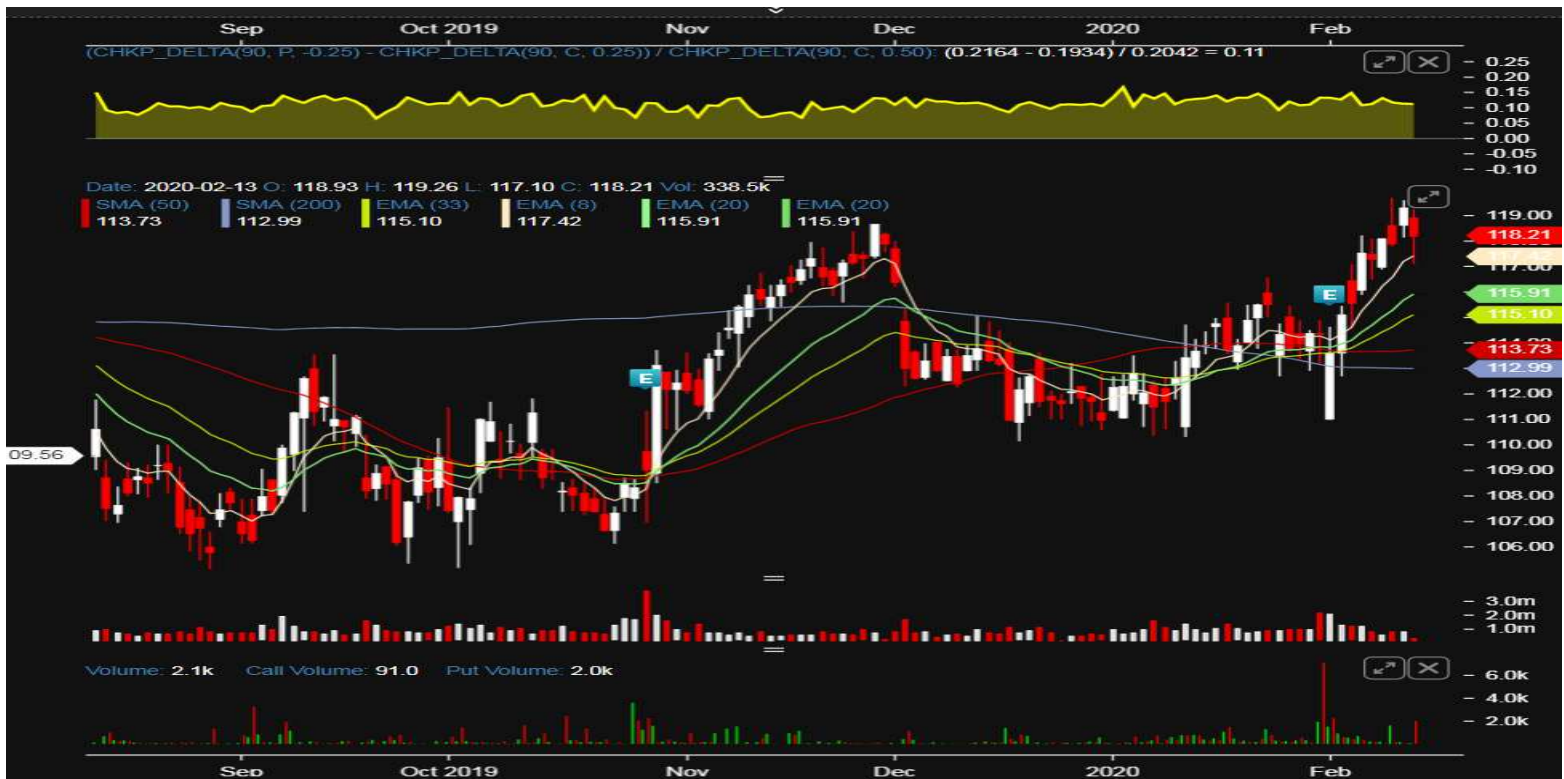 Sep Oct 2019 Nov Dec 2020 Feb
(CHKP_DELTA(90, P, -0.25) - CHKP_DELTA(90, C, 0.25)) / CHKP_DELTA(90, C, 0.50): (0.2164 - 0.1934) / 0.2042 = 0.11
0.25
0.20
0.15
0.10
0.05
0.00
-0.05
-0.10
Date: 2020-02-13 O: 118.93 H: 119.26 L: 117.10 C: 118.21 Vol: 338.5k
SMA (50) SMA (200) EMA (33) EMA (8) EMA (20) EMA (20)
113.73 112.99 115.10 117.42 115.91 115.91
119.00
118.21
117.42
117.00
E
115.91
115.10
113.73
E
112.99
112.00
111.00
110.00
09.56
109.00
108.00
107.00
106.00
3.0m
2.0m
1.0m
Volume: 2.1k Call Volume: 91.0 Put Volume: 2.0k
6.0k
4.0k
2.0k
Sep Oct 2019 Nov Dec 2020 Feb